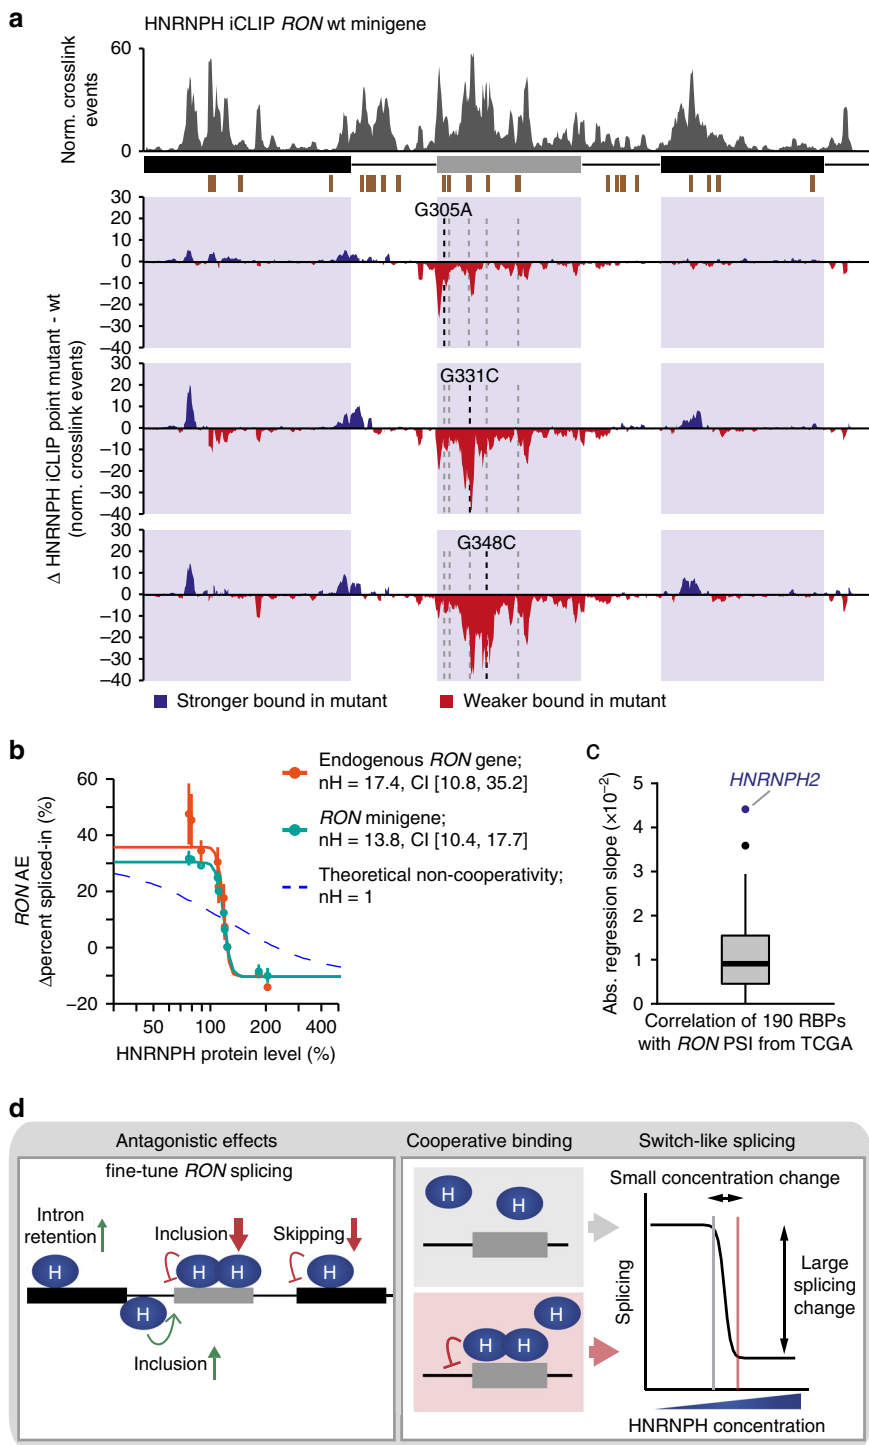 a
HNRNPH iCLIP RON wt minigene
Norm. crosslink
events
60
0
Δ HNRNPH iCLIP point mutant - wt
(norm. crosslink events)
30
20
10
0
−10
−20
−30
−40
G305A
30
20
10
0
−10
−20
−30
−40
G331C
30
20
10
0
−10
−20
−30
−40
G348C
Stronger bound in mutant
Weaker bound in mutant
b
RON AE
Δpercent spliced-in (%)
60
40
20
0
−20
50
100
200
400
HNRNPH protein level (%)
Endogenous RON gene;
nH = 17.4, CI [10.8, 35.2]
RON minigene;
nH = 13.8, CI [10.4, 17.7]
Theoretical non-cooperativity;
nH = 1
c
Abs. regression slope (×10⁻²)
5
4
3
2
1
0
HNRNPH2
Correlation of 190 RBPs
with RON PSI from TCGA
d
Antagonistic effects
Cooperative binding
Switch-like splicing
fine-tune RON splicing
Intron
retention
Inclusion
Skipping
H
H
H
H
H
Inclusion
H
H
H
H
H
Small concentration change
Splicing
Large
splicing
change
HNRNPH concentration